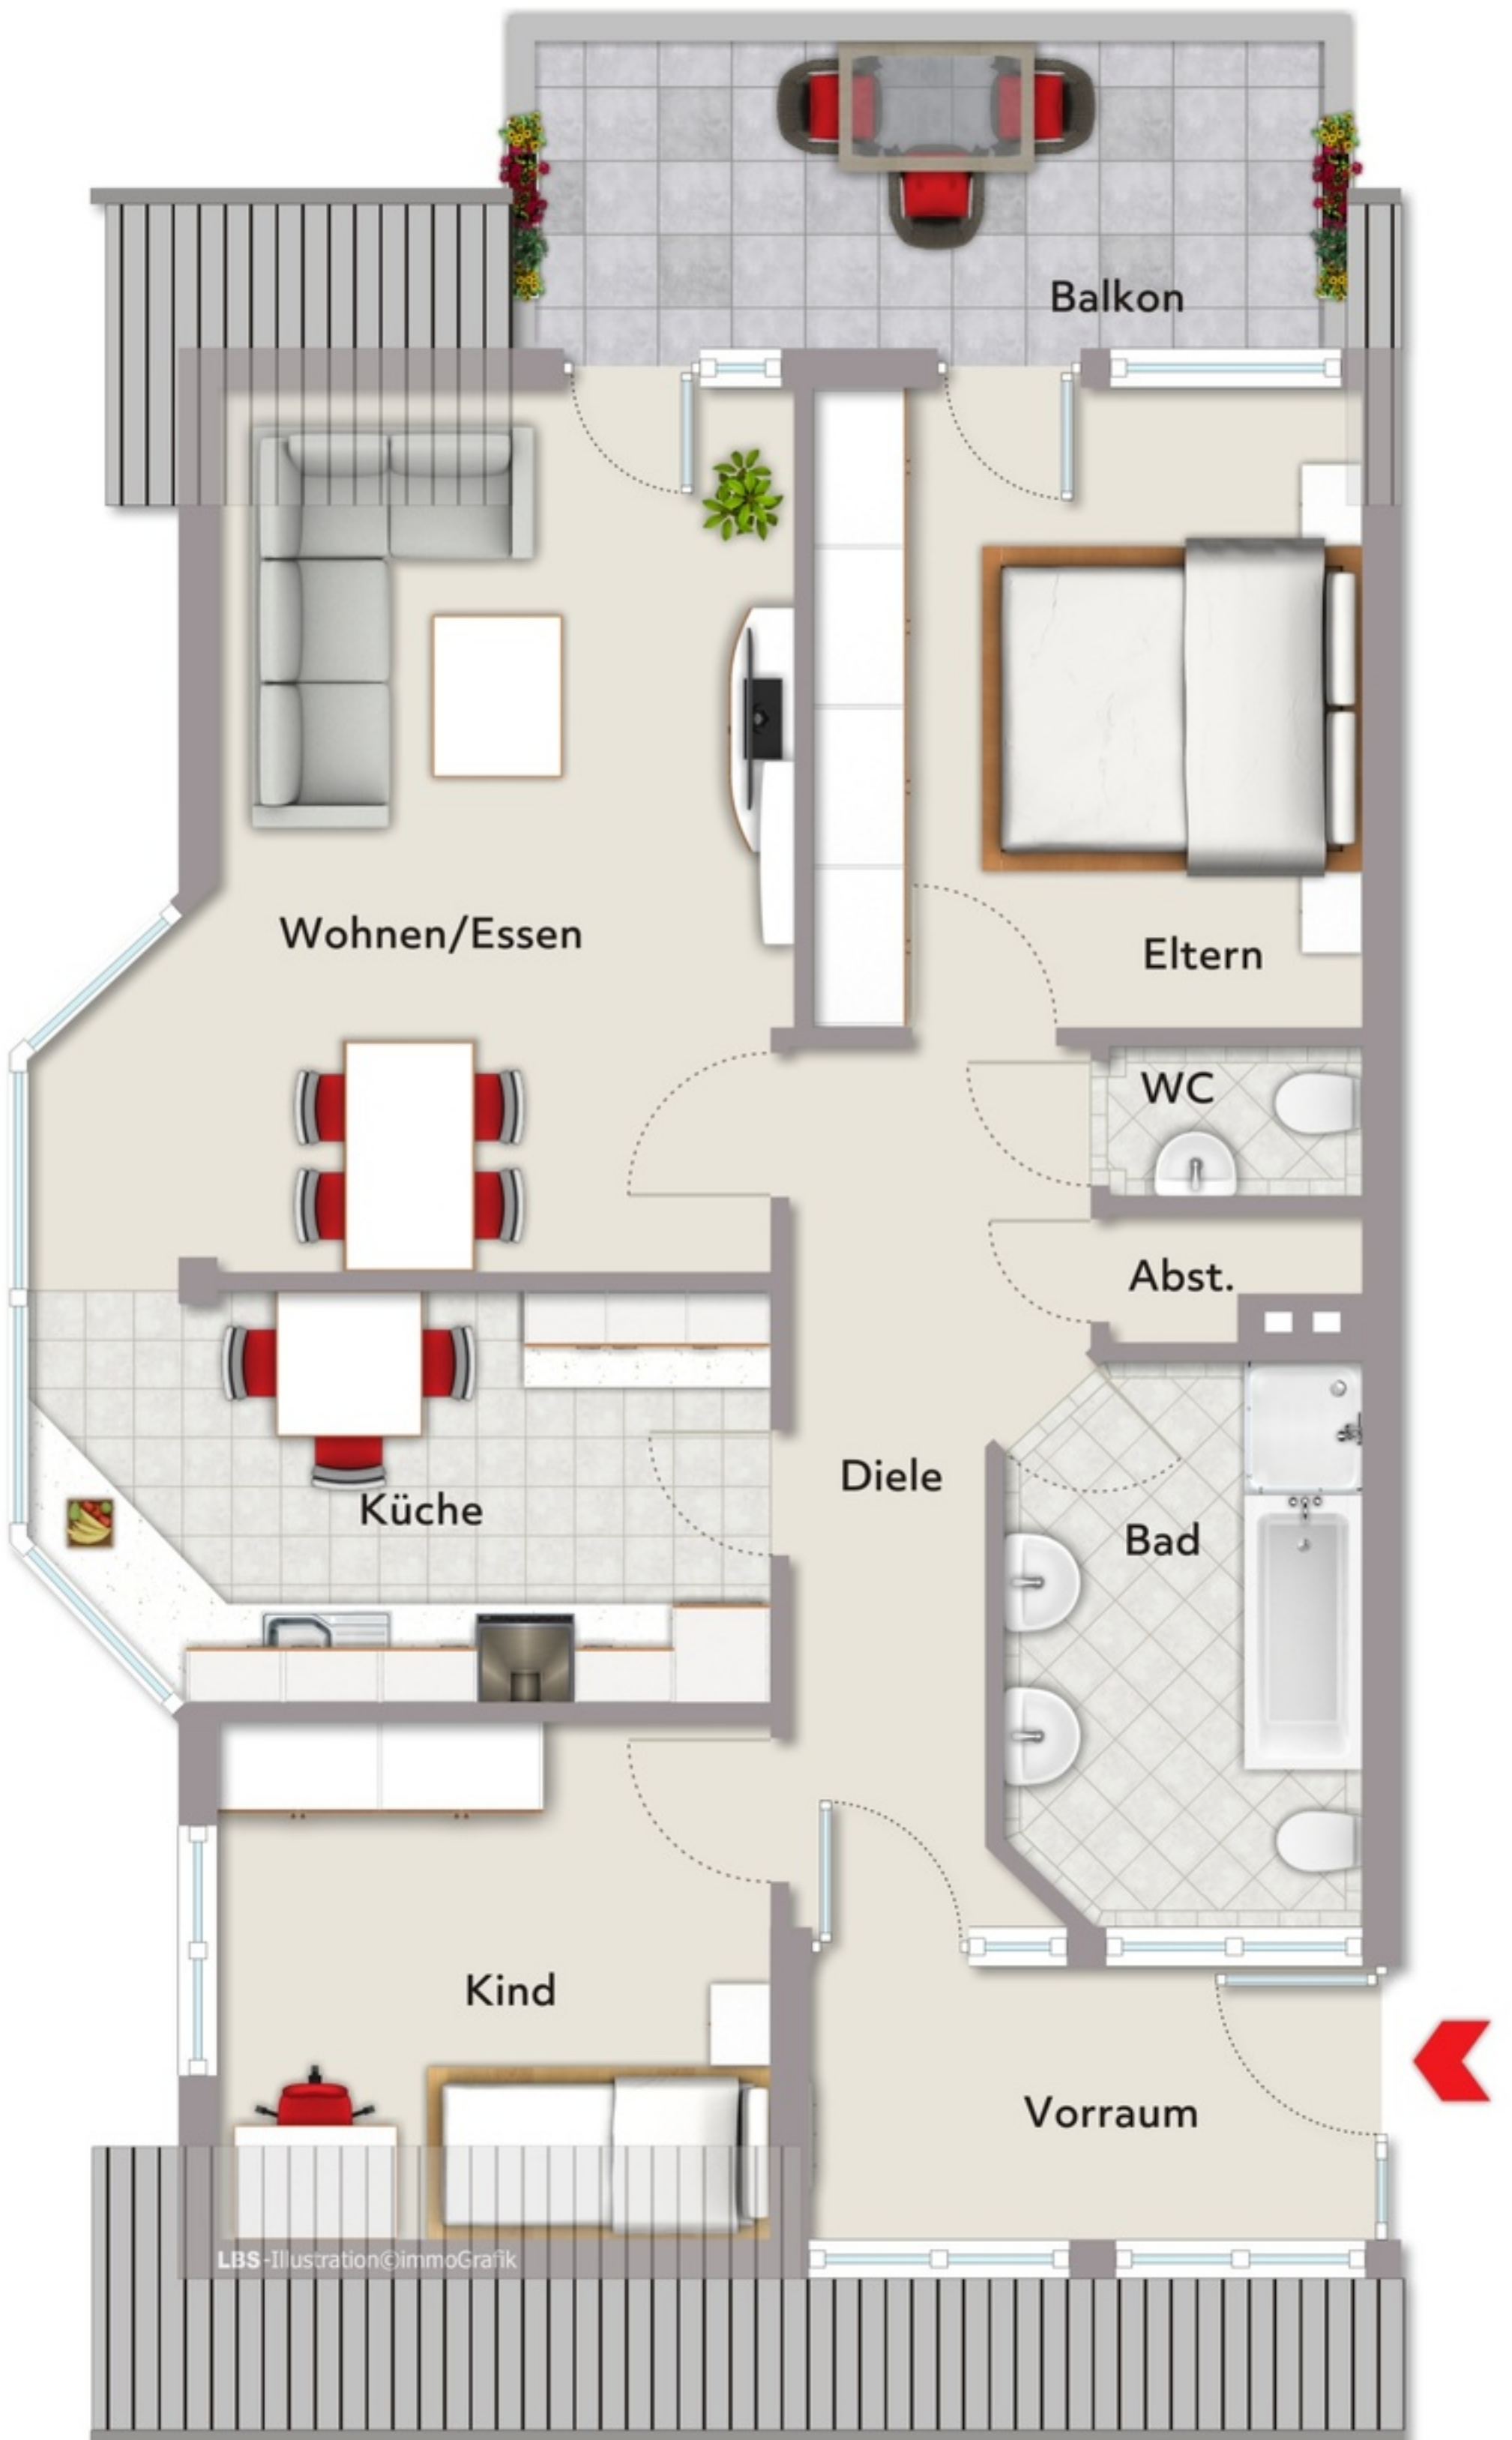 Balkon
Wohnen/Essen
Eltern
WC
Abst.
Diele
Küche
Bad
Kind
Vorraum
LBS-Illustration©immoGrafik